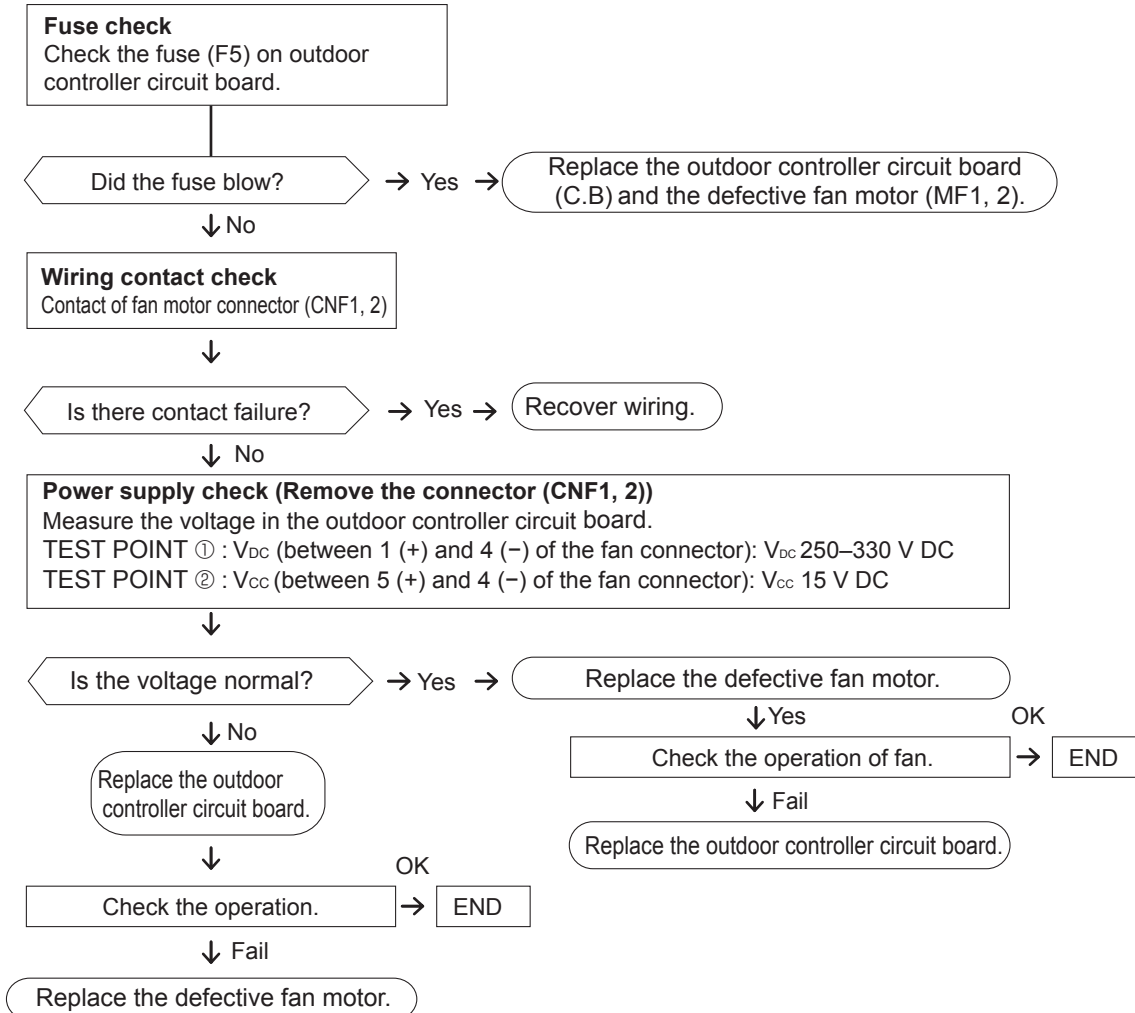 Fuse check
Check the fuse (F5) on outdoor
controller circuit board.
Did the fuse blow?
Yes
Replace the outdoor controller circuit board
(C.B) and the defective fan motor (MF1, 2).
No
Wiring contact check
Contact of fan motor connector (CNF1, 2)
Is there contact failure?
Yes
Recover wiring.
No
Power supply check (Remove the connector (CNF1, 2))
Measure the voltage in the outdoor controller circuit board.
TEST POINT ① : VDC (between 1 (+) and 4 (−) of the fan connector): VDC 250–330 V DC
TEST POINT ② : VCC (between 5 (+) and 4 (−) of the fan connector): Vcc 15 V DC
Is the voltage normal?
Yes
Replace the defective fan motor.
Yes
OK
Check the operation of fan.
END
Fail
Replace the outdoor controller circuit board.
No
Replace the outdoor
controller circuit board.
OK
Check the operation.
END
Fail
Replace the defective fan motor.